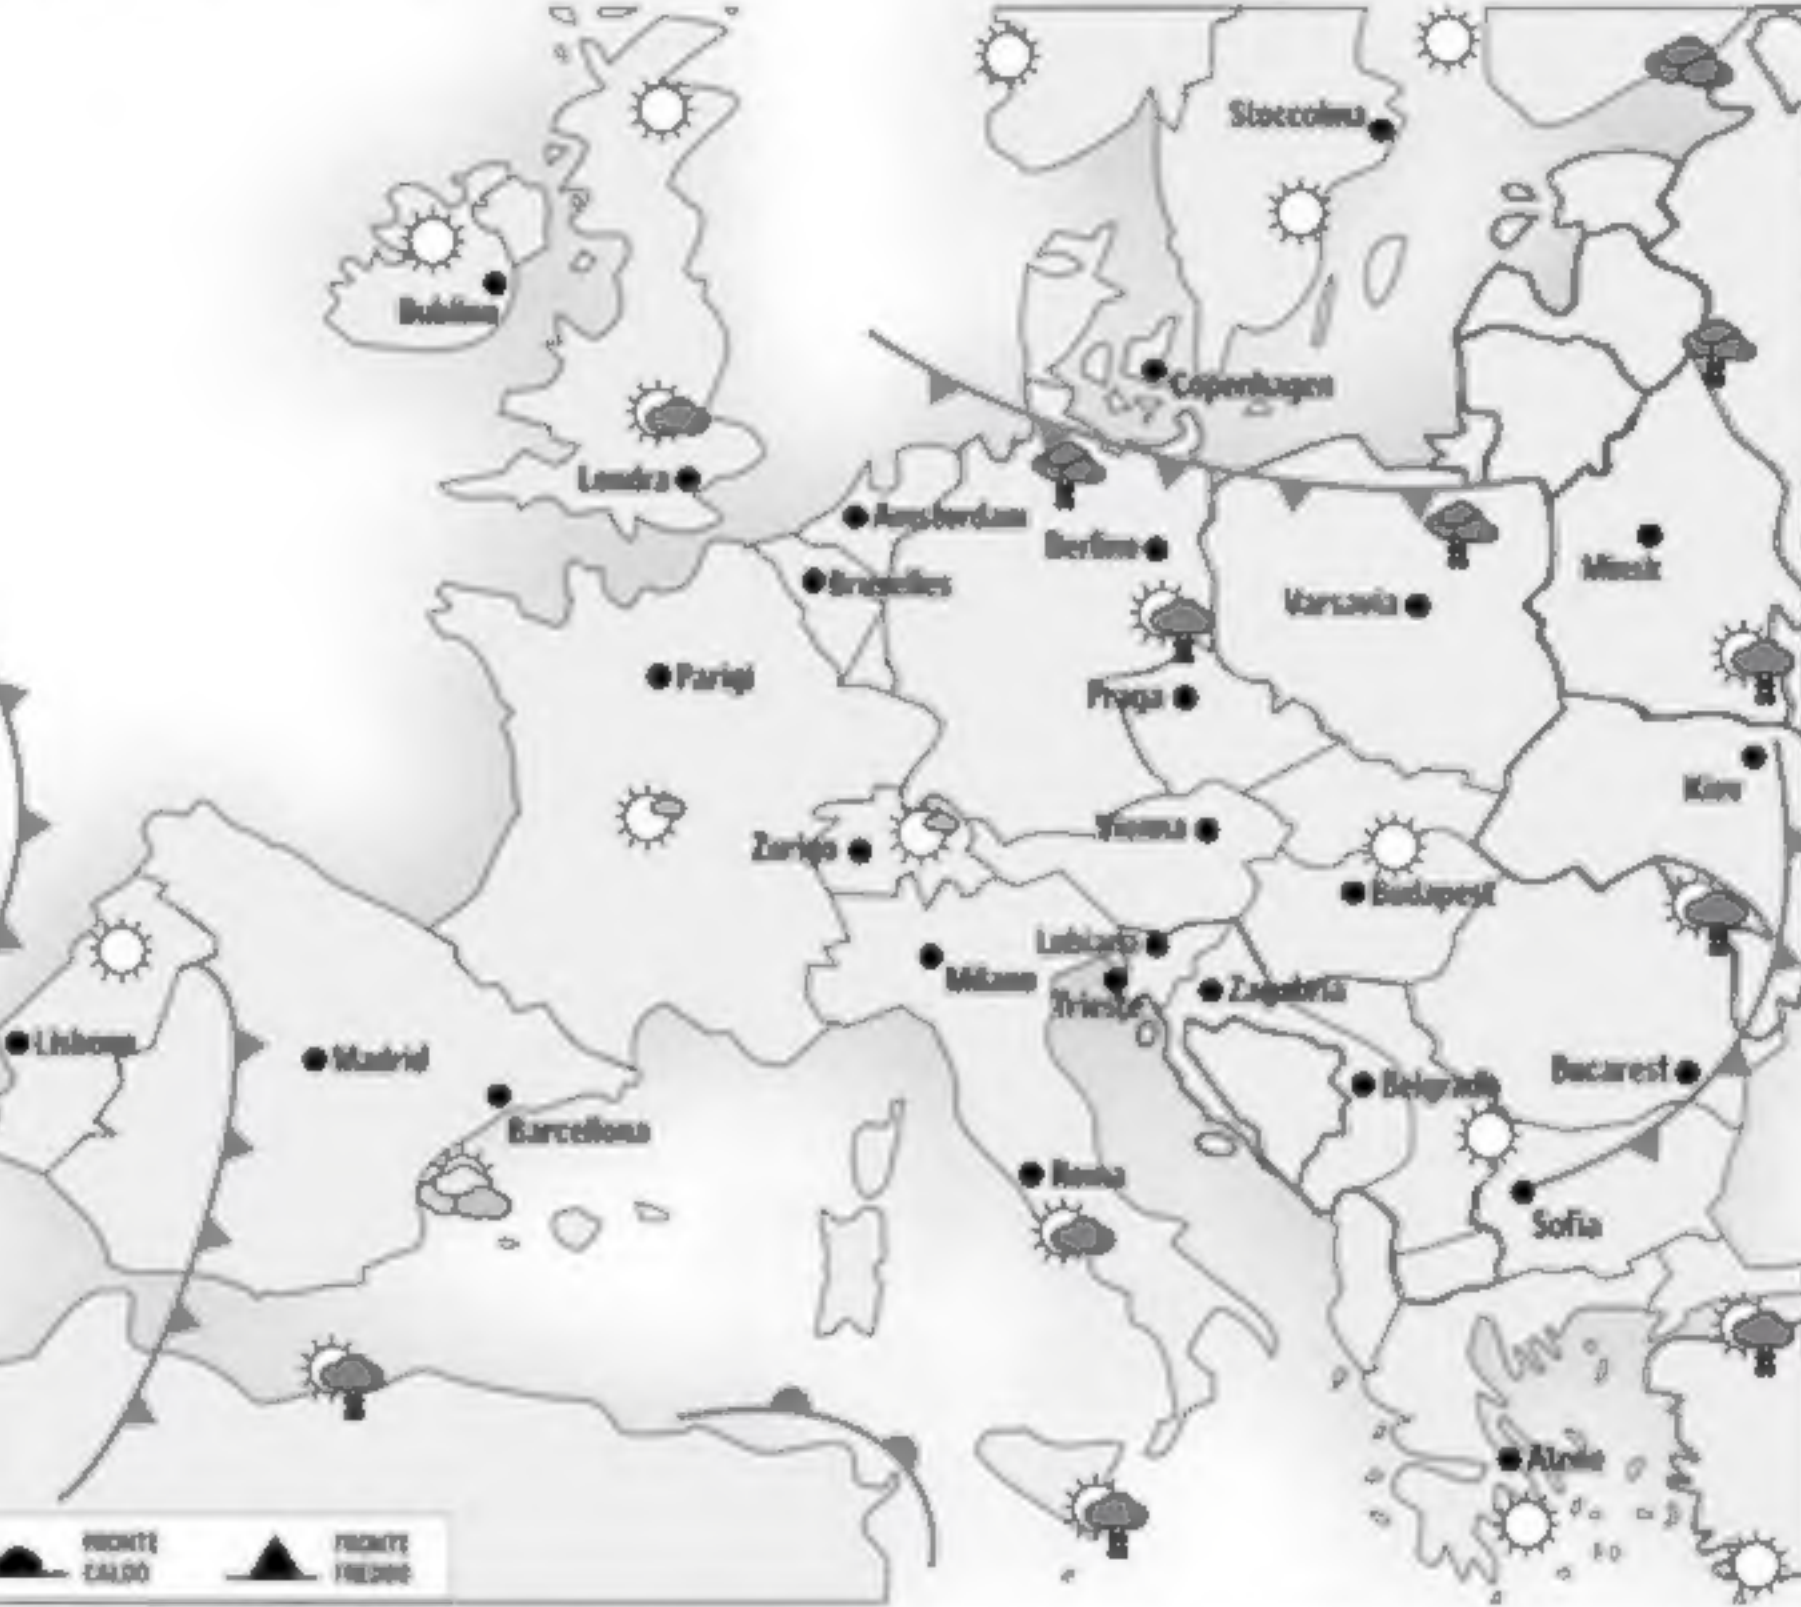 Stoccolma
Dublino
Copenhagen
Londra
Amsterdam
Berlino
Bruxelles
Varsavia
Minsk
Parigi
Praga
Kiev
Vienna
Zurigo
Budapest
Lubiana
Milano
Zagabria
Trieste
Lisbona
Madrid
Belgrado
Bucarest
Barcellona
Roma
Sofia
Atene
FRONTE
CALDO
FRONTE
FREDDO